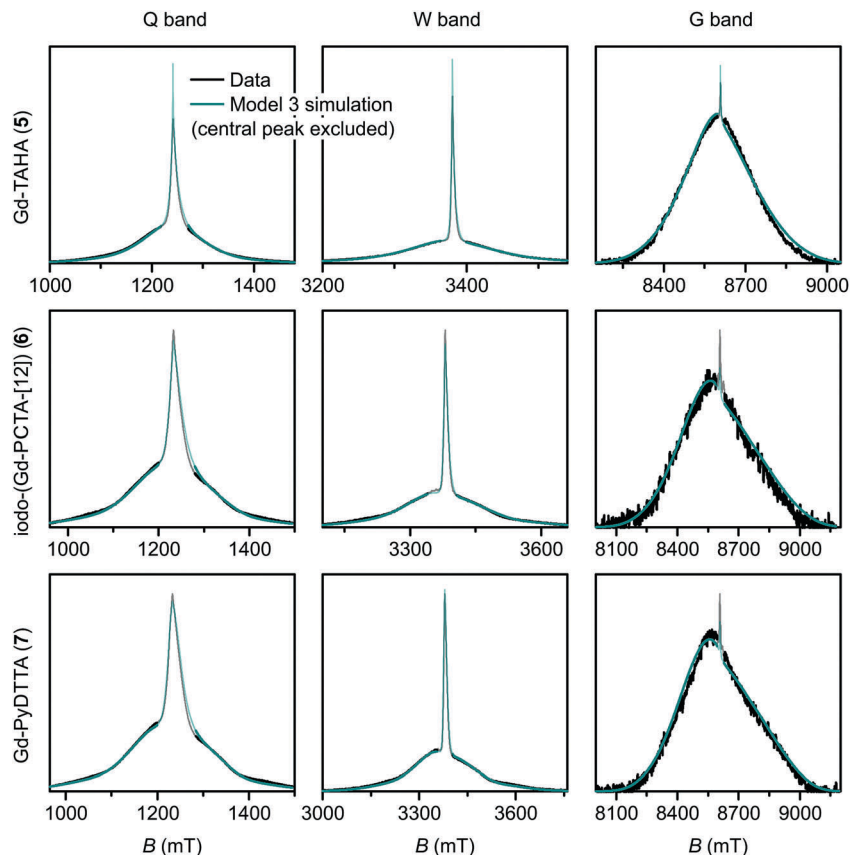 Q band
W band
G band
Data
Model 3 simulation
(central peak excluded)
Gd-TAHA (5)
1000 1200 1400
3200 3400
8400 8700 9000
iodo-(Gd-PCTA-[12]) (6)
1000 1200 1400
3300 3600
8100 8400 8700 9000
Gd-PyDTTA (7)
1000 1200 1400
3000 3300 3600
8100 8400 8700 9000
B (mT)
B (mT)
B (mT)